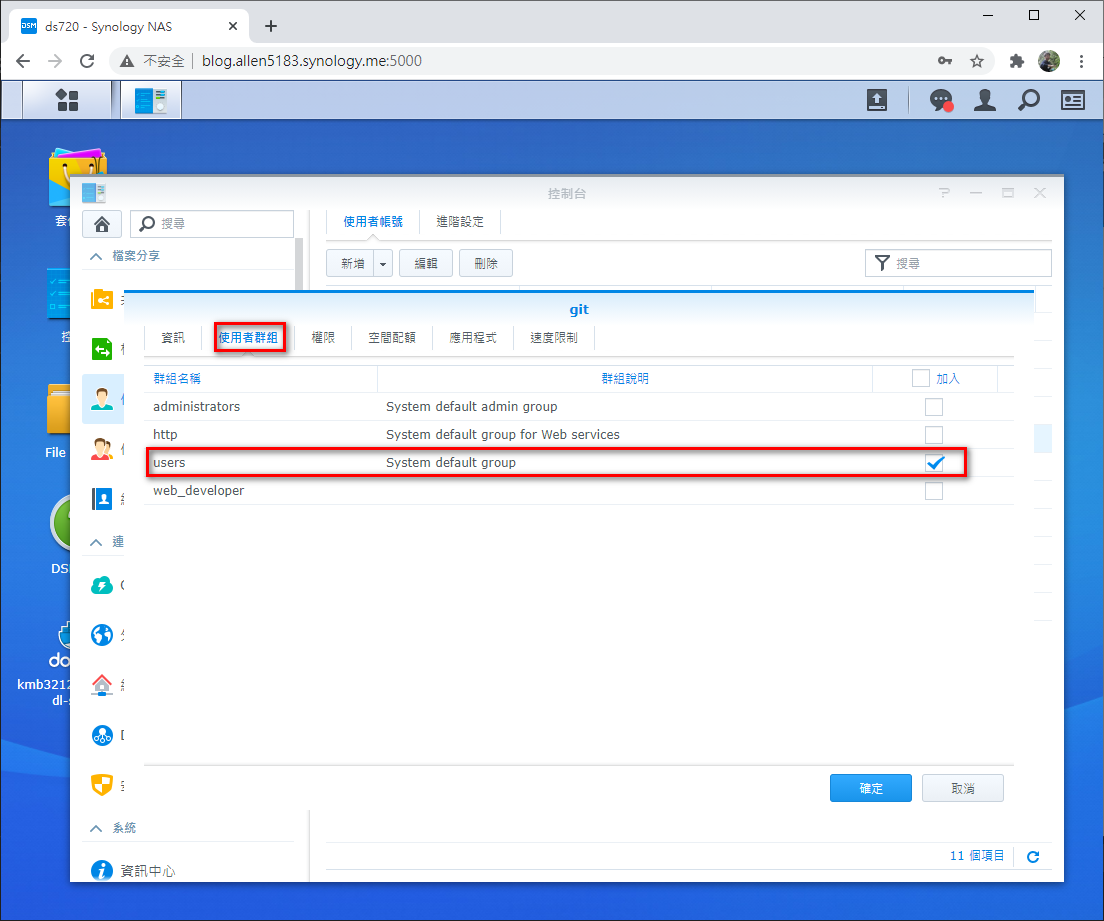 DSM ds720 - Synology NAS
不安全 blog.allen5183.synology.me:5000
控制台
搜尋
使用者帳號 進階設定
檔案分享
新增 編輯 刪除 搜尋
git
資訊 使用者群組 權限 空間配額 應用程式 速度限制
群組名稱 群組說明 加入
administrators System default admin group
http System default group for Web services
users System default group
web_developer
File
kmb3212
確定 取消
系統
11 個項目
資訊中心